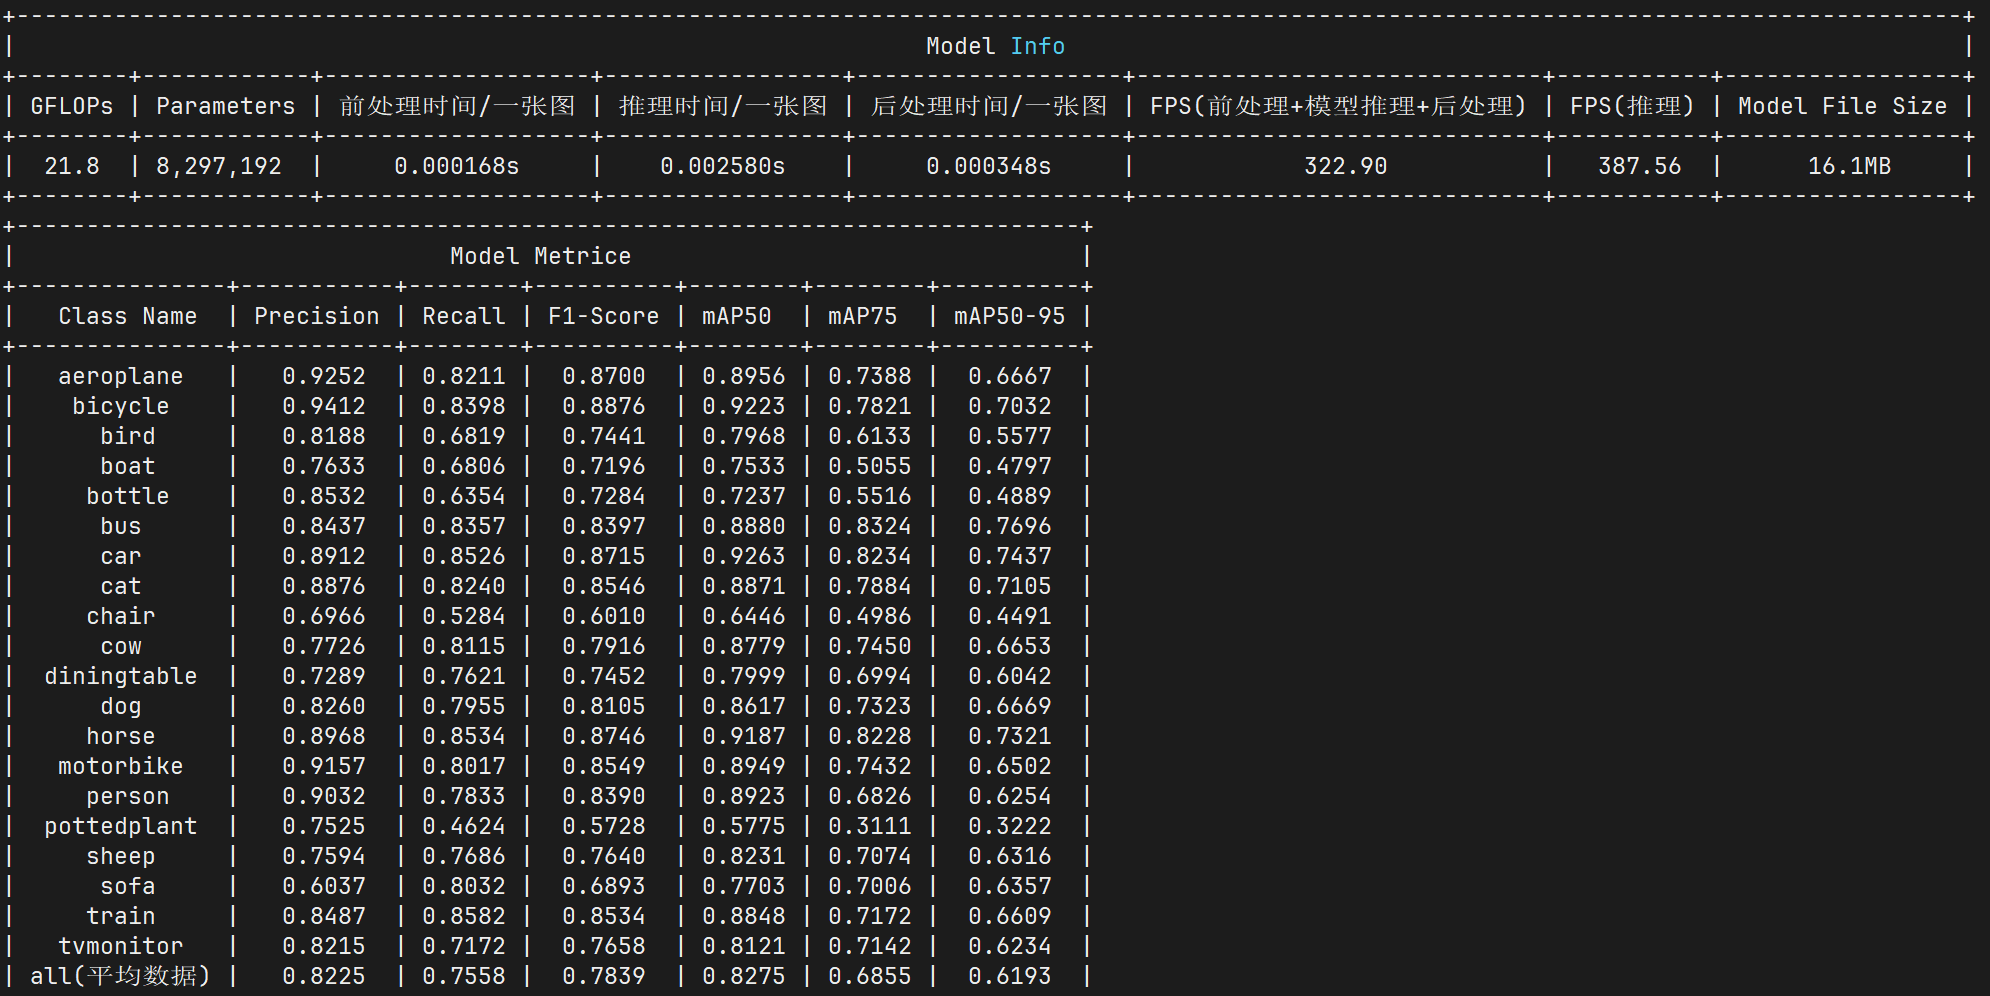 Model Info
| GFLOPs | Parameters | 前处理时间/一张图 | 推理时间/一张图 | 后处理时间/一张图 | FPS(前处理+模型推理+后处理) | FPS(推理) | Model File Size |
| 21.8 | 8,297,192 | 0.000168s | 0.002580s | 0.000348s | 322.90 | 387.56 | 16.1MB |
Model Metrice
| Class Name | Precision | Recall | F1-Score | mAP50 | mAP75 | mAP50-95 |
| aeroplane | 0.9252 | 0.8211 | 0.8700 | 0.8956 | 0.7388 | 0.6667 |
| bicycle | 0.9412 | 0.8398 | 0.8876 | 0.9223 | 0.7821 | 0.7032 |
| bird | 0.8188 | 0.6819 | 0.7441 | 0.7968 | 0.6133 | 0.5577 |
| boat | 0.7633 | 0.6806 | 0.7196 | 0.7533 | 0.5055 | 0.4797 |
| bottle | 0.8532 | 0.6354 | 0.7284 | 0.7237 | 0.5516 | 0.4889 |
| bus | 0.8437 | 0.8357 | 0.8397 | 0.8880 | 0.8324 | 0.7696 |
| car | 0.8912 | 0.8526 | 0.8715 | 0.9263 | 0.8234 | 0.7437 |
| cat | 0.8876 | 0.8240 | 0.8546 | 0.8871 | 0.7884 | 0.7105 |
| chair | 0.6966 | 0.5284 | 0.6010 | 0.6446 | 0.4986 | 0.4491 |
| cow | 0.7726 | 0.8115 | 0.7916 | 0.8779 | 0.7450 | 0.6653 |
| diningtable | 0.7289 | 0.7621 | 0.7452 | 0.7999 | 0.6994 | 0.6042 |
| dog | 0.8260 | 0.7955 | 0.8105 | 0.8617 | 0.7323 | 0.6669 |
| horse | 0.8968 | 0.8534 | 0.8746 | 0.9187 | 0.8228 | 0.7321 |
| motorbike | 0.9157 | 0.8017 | 0.8549 | 0.8949 | 0.7432 | 0.6502 |
| person | 0.9032 | 0.7833 | 0.8390 | 0.8923 | 0.6826 | 0.6254 |
| pottedplant | 0.7525 | 0.4624 | 0.5728 | 0.5775 | 0.3111 | 0.3222 |
| sheep | 0.7594 | 0.7686 | 0.7640 | 0.8231 | 0.7074 | 0.6316 |
| sofa | 0.6037 | 0.8032 | 0.6893 | 0.7703 | 0.7006 | 0.6357 |
| train | 0.8487 | 0.8582 | 0.8534 | 0.8848 | 0.7172 | 0.6609 |
| tvmonitor | 0.8215 | 0.7172 | 0.7658 | 0.8121 | 0.7142 | 0.6234 |
| all(平均数据) | 0.8225 | 0.7558 | 0.7839 | 0.8275 | 0.6855 | 0.6193 |